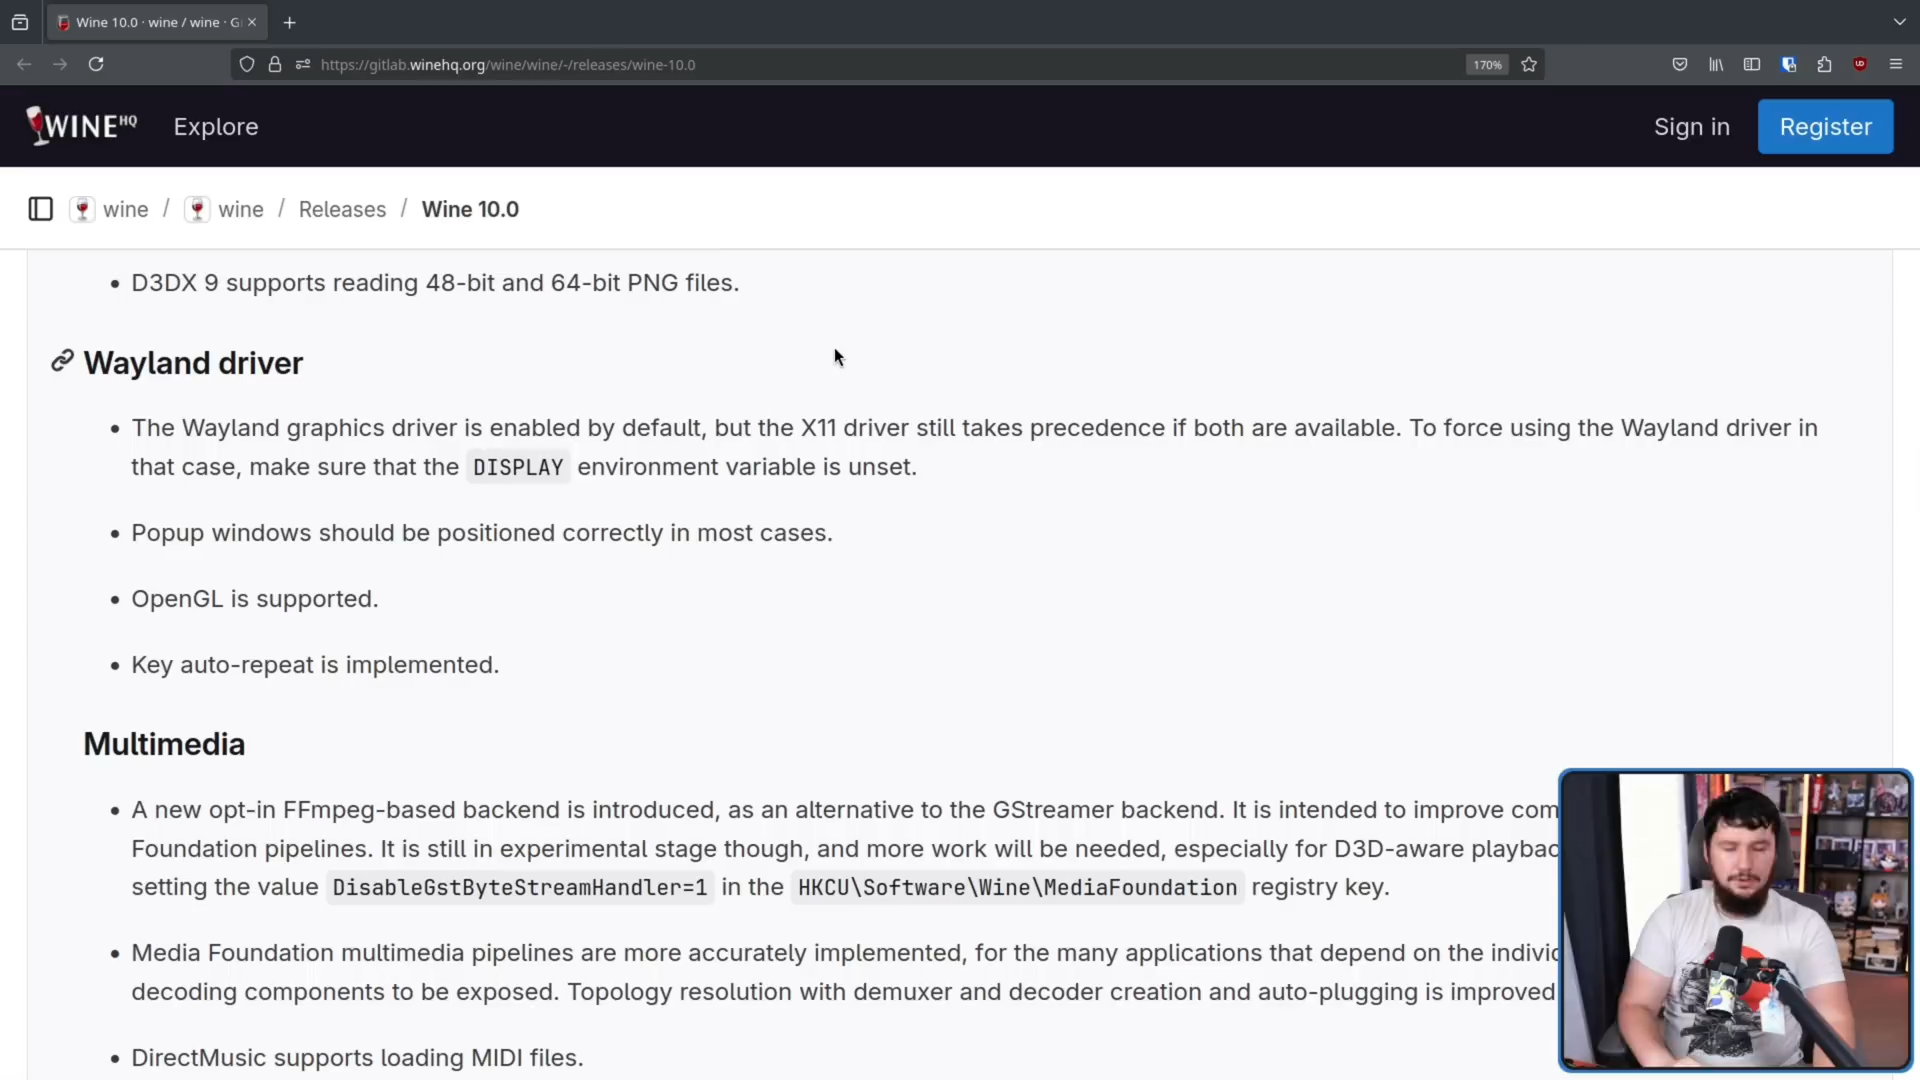 Wine 10.0 · wine / wine · G
https://gitlab.winehq.org/wine/wine/-/releases/wine-10.0
170%
WINE HQ
Explore
Sign in
Register
wine / wine / Releases / Wine 10.0
• D3DX 9 supports reading 48-bit and 64-bit PNG files.
Wayland driver
• The Wayland graphics driver is enabled by default, but the X11 driver still takes precedence if both are available. To force using the Wayland driver in
that case, make sure that the DISPLAY environment variable is unset.
• Popup windows should be positioned correctly in most cases.
• OpenGL is supported.
• Key auto-repeat is implemented.
Multimedia
• A new opt-in FFmpeg-based backend is introduced, as an alternative to the GStreamer backend. It is intended to improve com
Foundation pipelines. It is still in experimental stage though, and more work will be needed, especially for D3D-aware playbac
setting the value DisableGstByteStreamHandler=1 in the HKCU\Software\Wine\MediaFoundation registry key.
• Media Foundation multimedia pipelines are more accurately implemented, for the many applications that depend on the individ
decoding components to be exposed. Topology resolution with demuxer and decoder creation and auto-plugging is improved
• DirectMusic supports loading MIDI files.